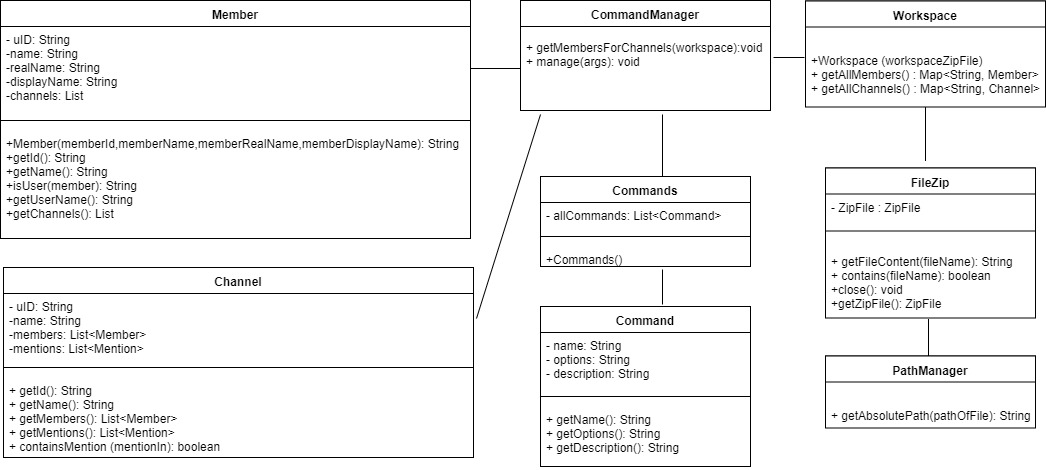 Member
- uID: String
-name: String
-realName: String
-displayName: String
-channels: List
+Member(memberId,memberName,memberRealName,memberDisplayName): String
+getId(): String
+getName(): String
+isUser(member): String
+getUserName(): String
+getChannels(): List
CommandManager
+ getMembersForChannels(workspace):void
+ manage(args): void
Workspace
+Workspace (workspaceZipFile)
+ getAllMembers() : Map<String, Member>
+ getAllChannels() : Map<String, Channel>
Commands
- allCommands: List<Command>
+Commands()
FileZip
- ZipFile : ZipFile
+ getFileContent(fileName): String
+ contains(fileName): boolean
+close(): void
+getZipFile(): ZipFile
Channel
- uID: String
-name: String
-members: List<Member>
-mentions: List<Mention>
+ getId(): String
+ getName(): String
+ getMembers(): List<Member>
+ getMentions(): List<Mention>
+ containsMention (mentionIn): boolean
Command
- name: String
- options: String
- description: String
+ getName(): String
+ getOptions(): String
+ getDescription(): String
PathManager
+ getAbsolutePath(pathOfFile): String